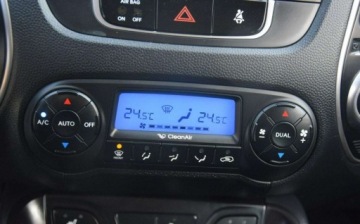 AIR BAG
ON OFF
24.5C 24.5C
A/C AUTO OFF
DUAL
CleanAir